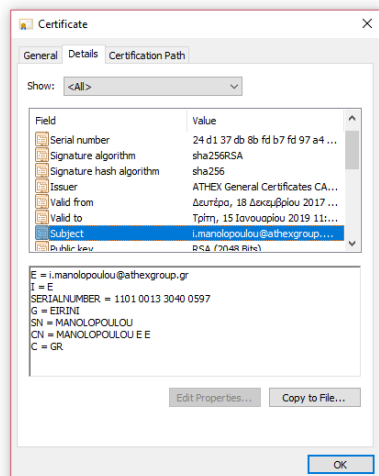 Certificate
General Details Certification Path
Show: <All>
Field Value
Serial number 24 d1 37 db 8b fd b7 fd 97 a4 ...
Signature algorithm sha256RSA
Signature hash algorithm sha256
Issuer ATHEX General Certificates CA...
Valid from Δευτέρα, 18 Δεκεμβρίου 2017 ...
Valid to Τρίτη, 15 Ιανουαρίου 2019 11:...
Subject i.manolopoulou@athexgroup....
Public key RSA (2048 Bits)
E = i.manolopoulou@athexgroup.gr
I = E
SERIALNUMBER = 1101 0013 3040 0597
G = EIRINI
SN = MANOLOPOULOU
CN = MANOLOPOULOU E E
C = GR
Edit Properties... Copy to File...
OK